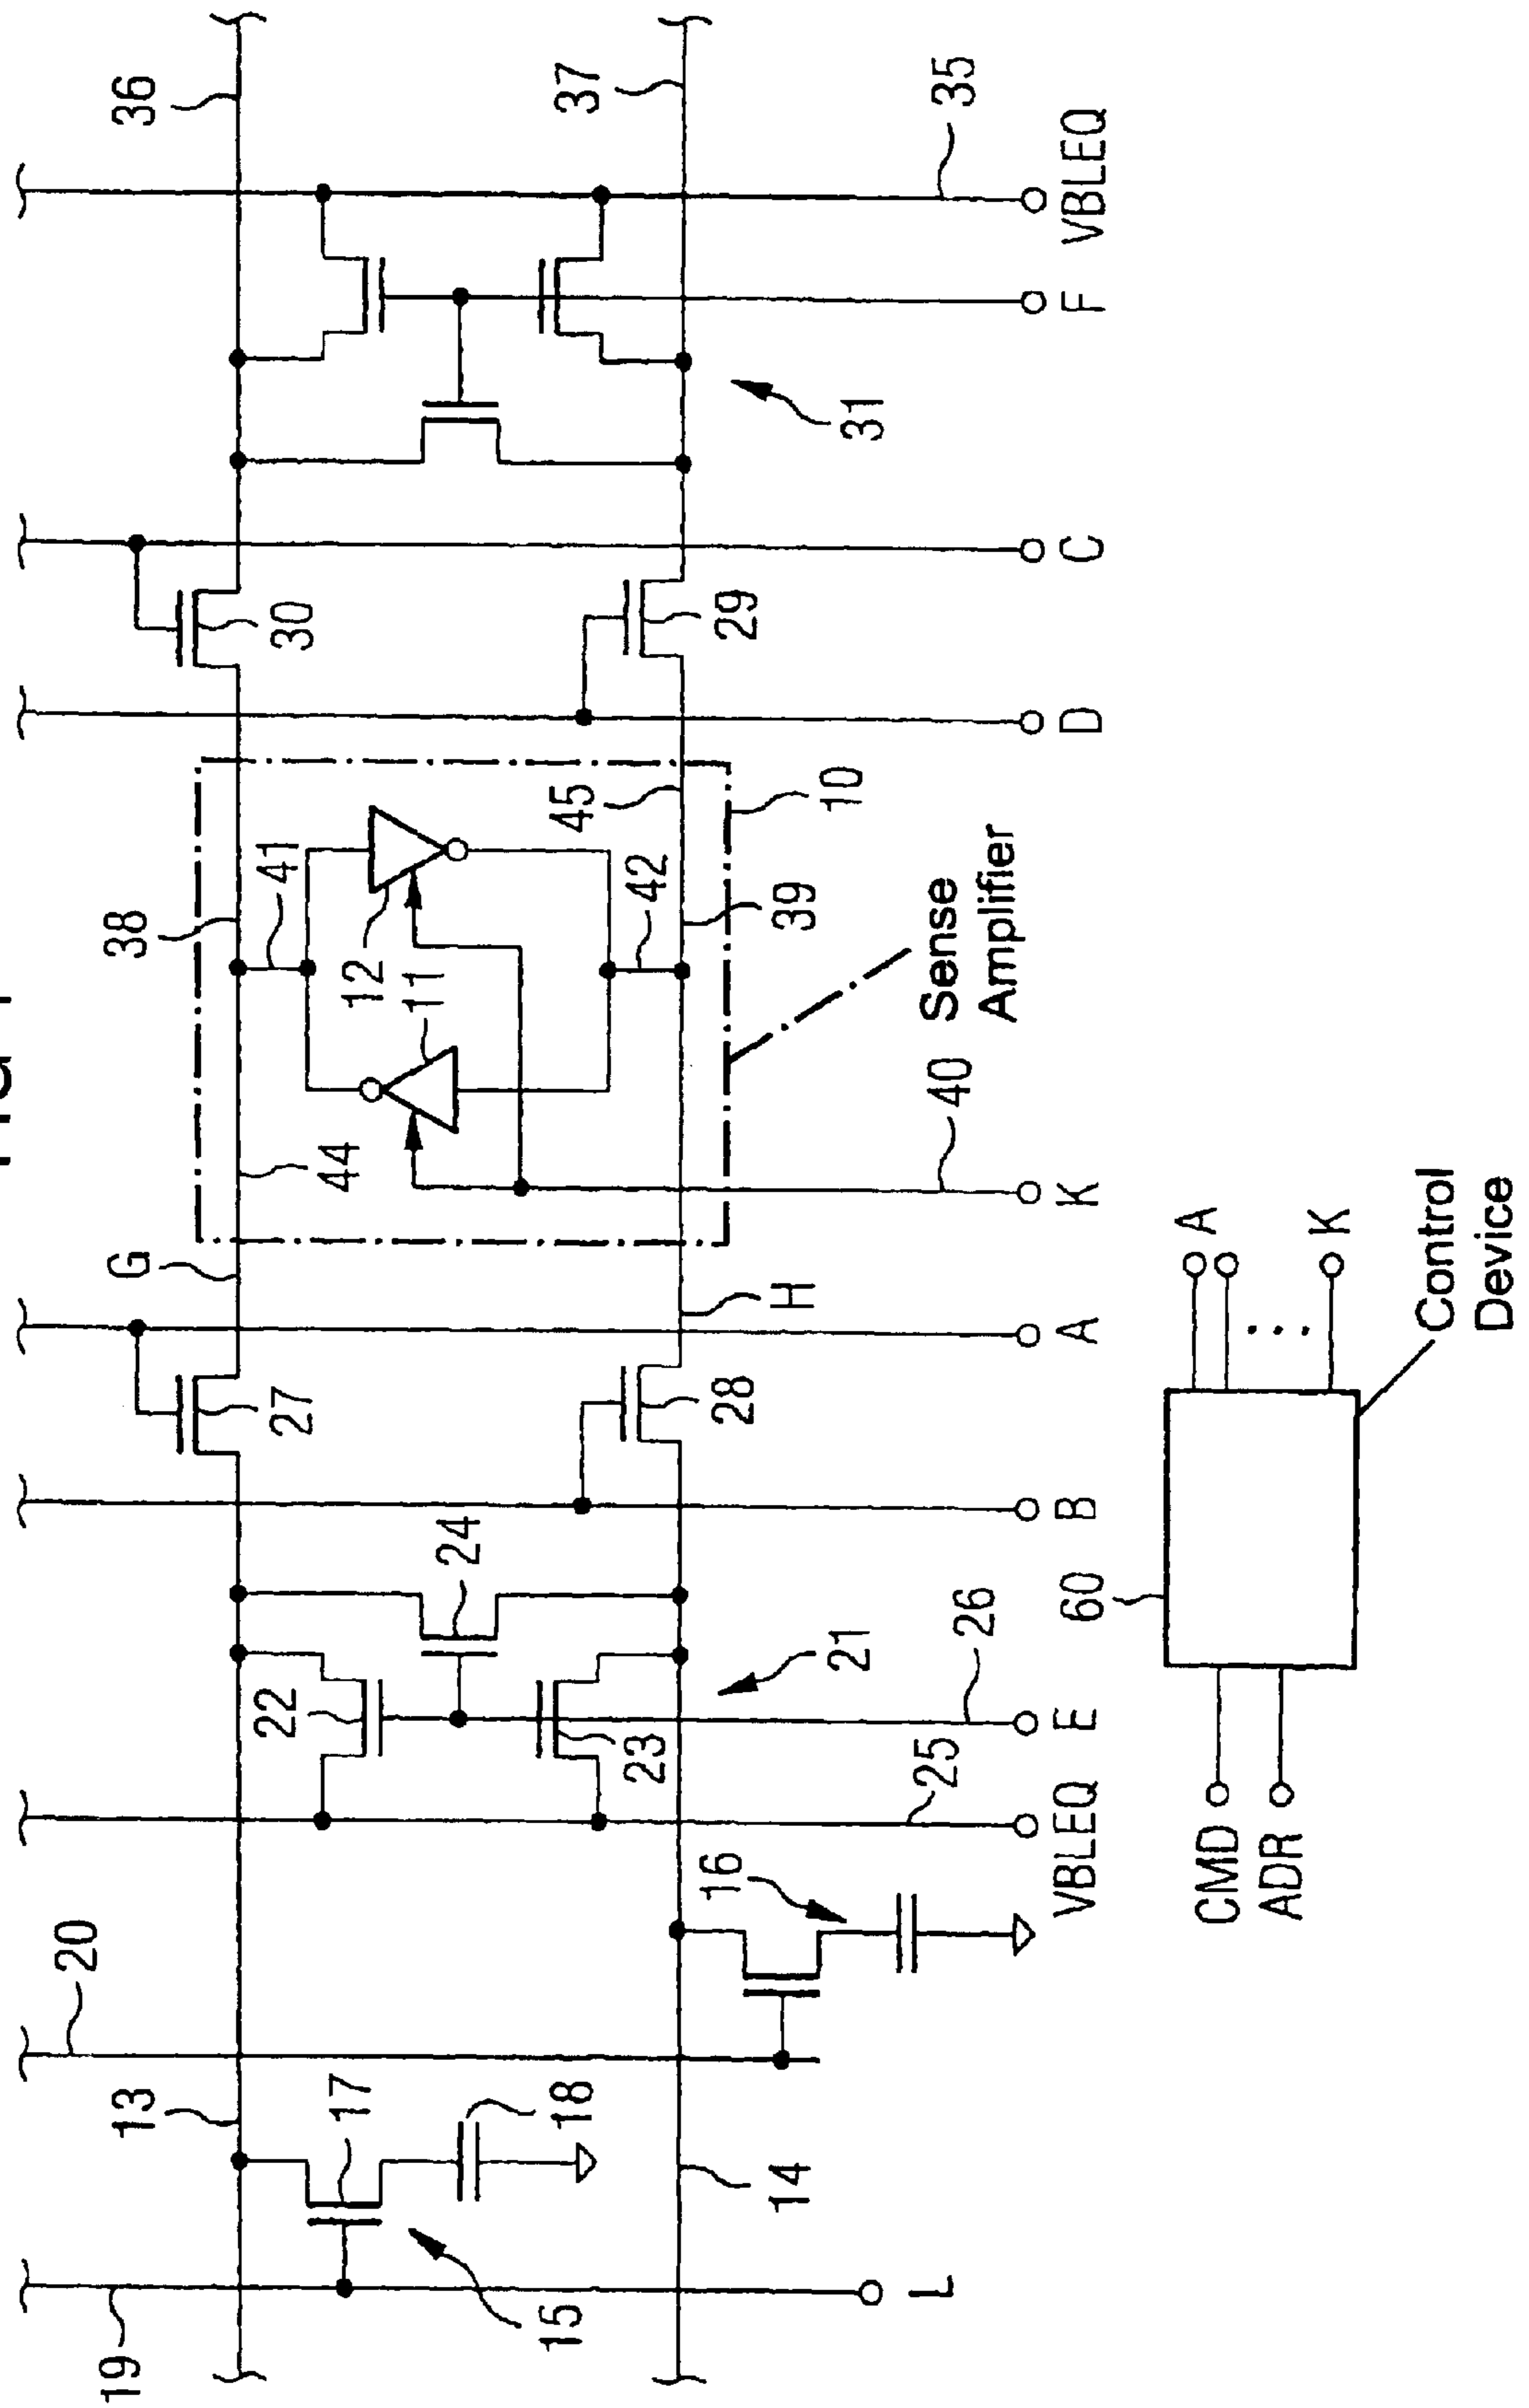 20
19
13
G
38
36
22
27
41
30
17
44
12
11
24
15
18
45
37
23
42
16
28
29
14
H
39
21
10
31
L
25
26
40
Sense
Amplifier
35
VBLEQ
E
B
A
K
D
C
F
VBLEQ
60
CMD
ADR
A
K
Control
Device